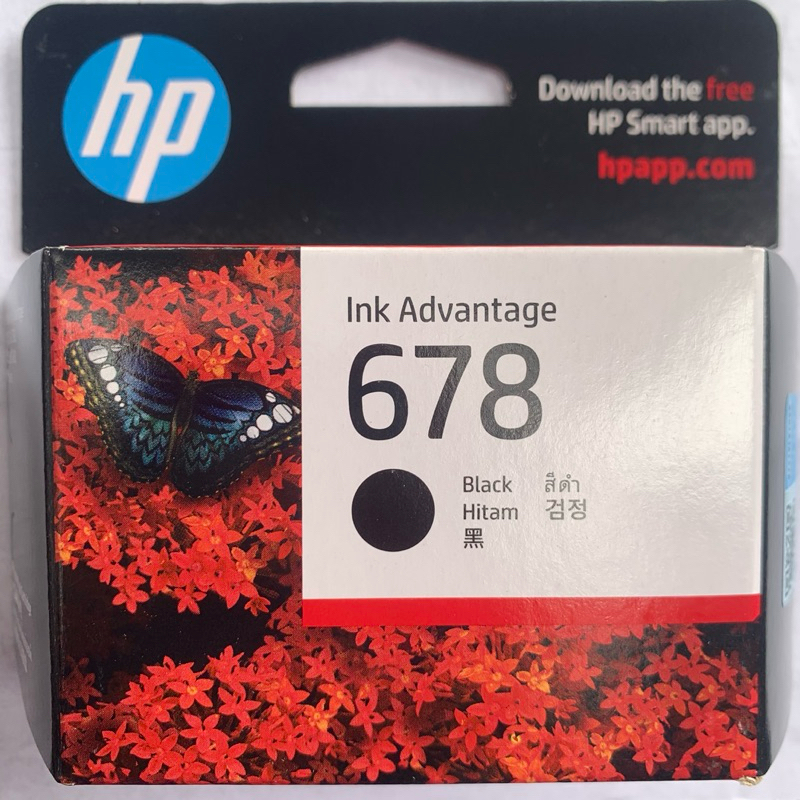 hp
Download the free
HP Smart app.
hpapp.com
Ink Advantage
678
Black สีดำ
Hitam 검정
黑